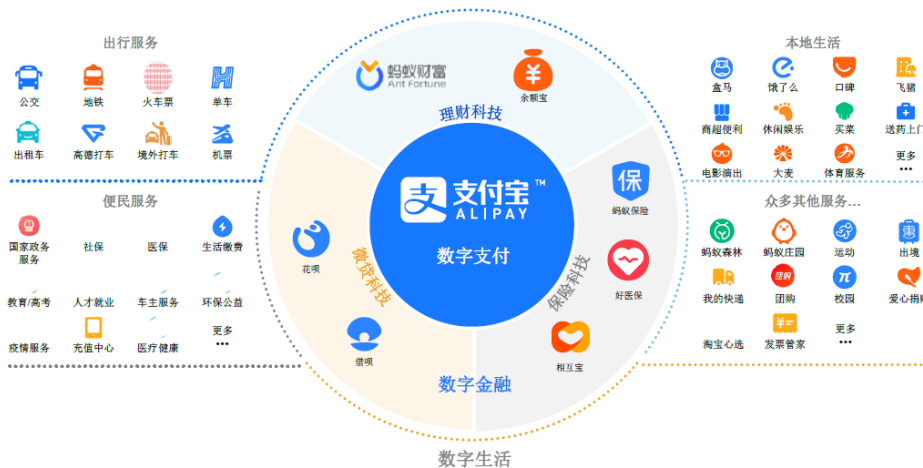 出行服务
公交
地铁
火车票
单车
出租车
高德打车
境外打车
机票
便民服务
国家政务
服务
社保
医保
生活缴费
教育/高考
人才就业
车主服务
环保公益
疫情服务
充值中心
医疗健康
更多
蚂蚁财富
Ant Fortune
余额宝
理财科技
支付宝™
ALIPAY
数字支付
花呗
微贷科技
借呗
保
蚂蚁保险
好医保
保险科技
相互宝
数字金融
数字生活
本地生活
盒马
饿了么
口碑
飞猪
商超便利
休闲娱乐
买菜
送药上门
电影演出
大麦
体育服务
更多
众多其他服务...
蚂蚁森林
蚂蚁庄园
运动
出境
我的快递
团购
校园
爱心捐
淘宝心选
发票管家
更多